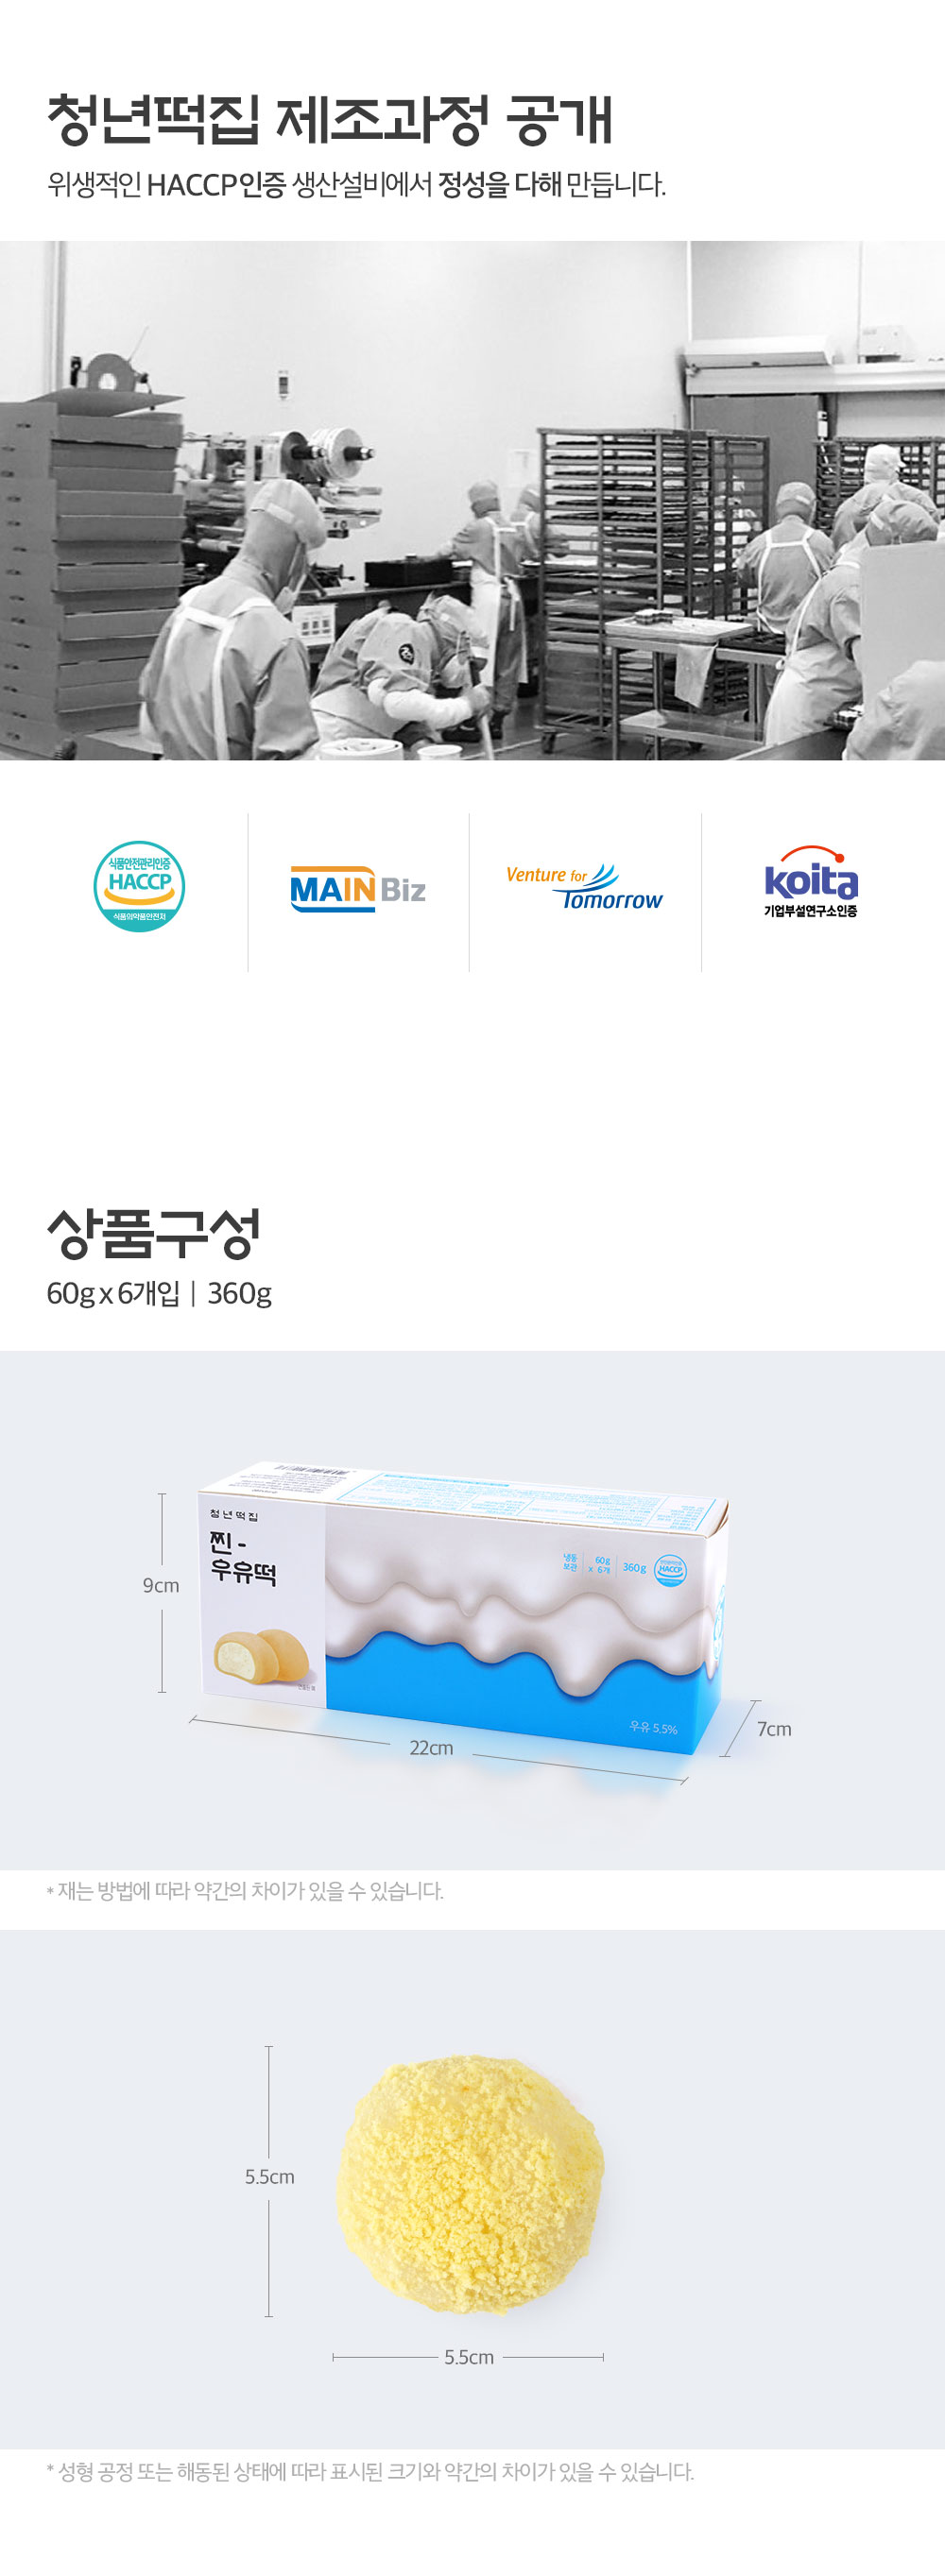 청년떡집 제조과정 공개
위생적인 HACCP인증 생산설비에서 정성을 다해 만듭니다.
식품안전관리인증
HACCP
식품의약품안전처
MAIN Biz
Venture for
Tomorrow
koita
기업부설연구소인증
상품구성
60g x 6개입 | 360g
청년떡집
찐-
우유떡
냉동
보관
60g
x 6개
360g
HACCP
우유 5.5%
9cm
22cm
7cm
* 재는 방법에 따라 약간의 차이가 있을 수 있습니다.
5.5cm
5.5cm
* 성형 공정 또는 해동된 상태에 따라 표시된 크기와 약간의 차이가 있을 수 있습니다.